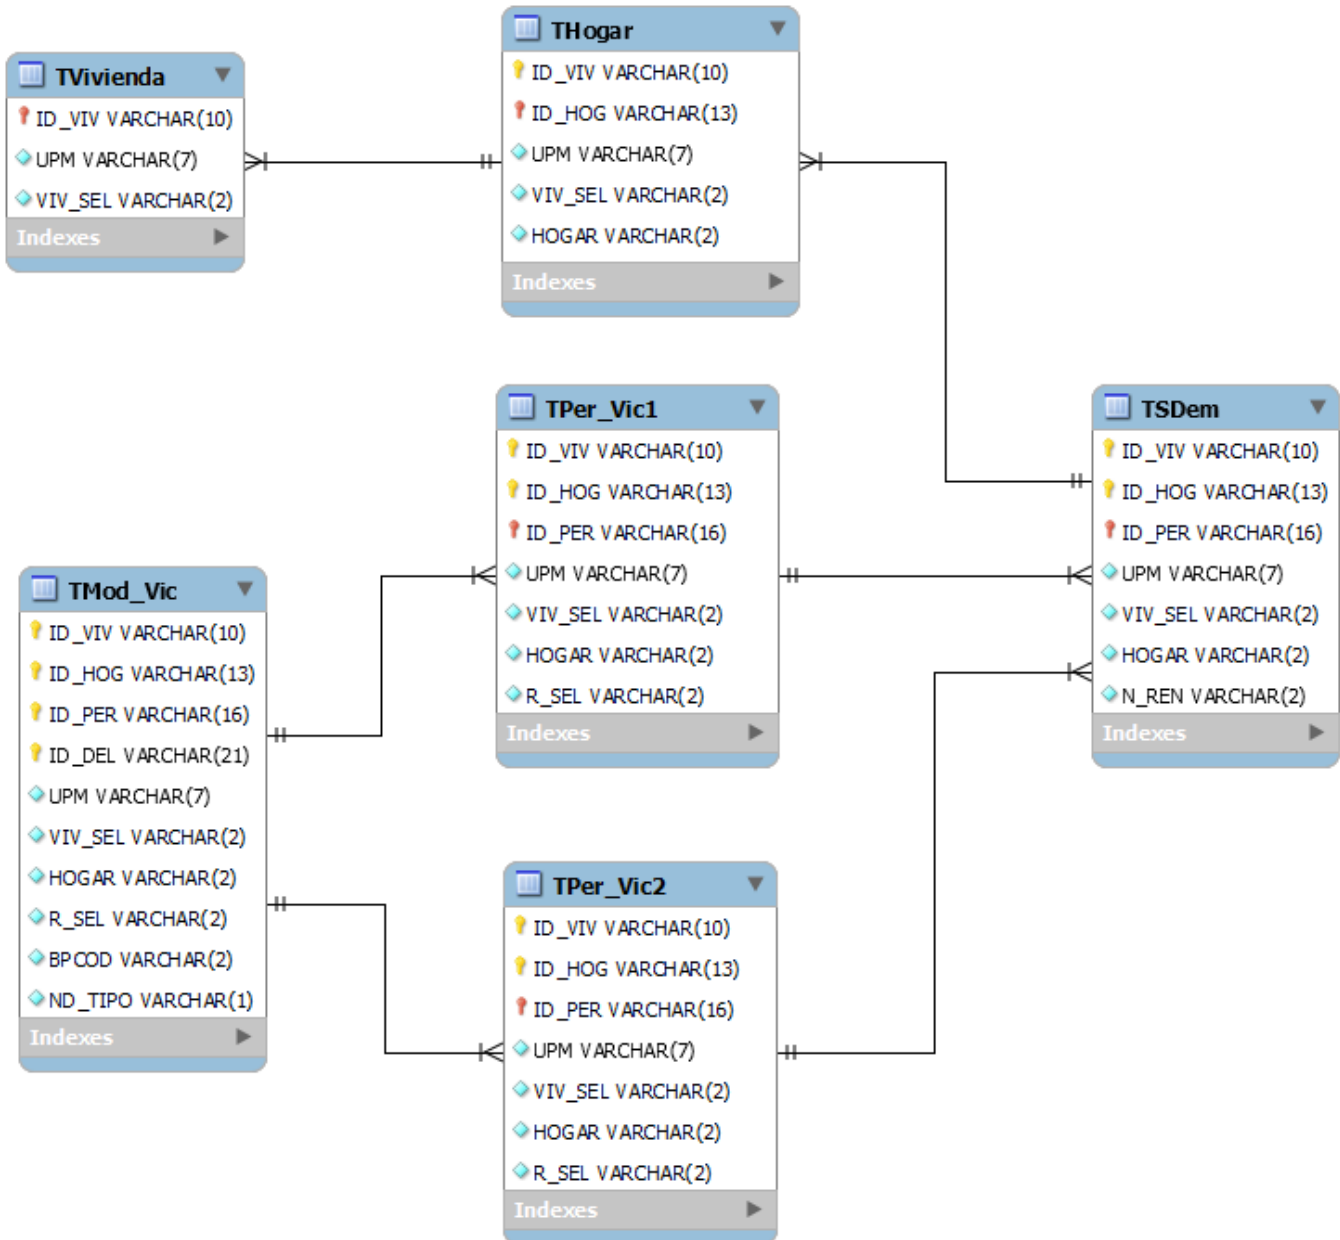 TVivienda
ID_VIV VARCHAR(10)
UPM VARCHAR(7)
VIV_SEL VARCHAR(2)
Indexes
THogar
ID_VIV VARCHAR(10)
ID_HOG VARCHAR(13)
UPM VARCHAR(7)
VIV_SEL VARCHAR(2)
HOGAR VARCHAR(2)
Indexes
TPer_Vic1
ID_VIV VARCHAR(10)
ID_HOG VARCHAR(13)
ID_PER VARCHAR(16)
UPM VARCHAR(7)
VIV_SEL VARCHAR(2)
HOGAR VARCHAR(2)
R_SEL VARCHAR(2)
Indexes
TSDem
ID_VIV VARCHAR(10)
ID_HOG VARCHAR(13)
ID_PER VARCHAR(16)
UPM VARCHAR(7)
VIV_SEL VARCHAR(2)
HOGAR VARCHAR(2)
N_REN VARCHAR(2)
Indexes
TMod_Vic
ID_VIV VARCHAR(10)
ID_HOG VARCHAR(13)
ID_PER VARCHAR(16)
ID_DEL VARCHAR(21)
UPM VARCHAR(7)
VIV_SEL VARCHAR(2)
HOGAR VARCHAR(2)
R_SEL VARCHAR(2)
BPCOD VARCHAR(2)
ND_TIPO VARCHAR(1)
Indexes
TPer_Vic2
ID_VIV VARCHAR(10)
ID_HOG VARCHAR(13)
ID_PER VARCHAR(16)
UPM VARCHAR(7)
VIV_SEL VARCHAR(2)
HOGAR VARCHAR(2)
R_SEL VARCHAR(2)
Indexes